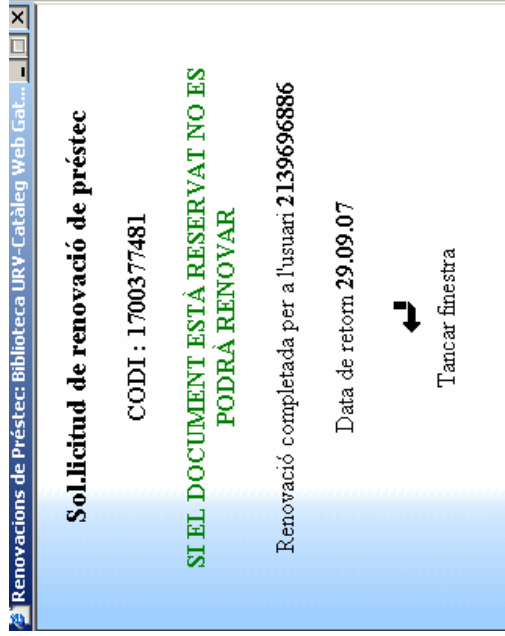 Renovacions de Préstec: Biblioteca URV-Catàleg Web Gat...
Sol.licitud de renovació de préstec
CODI : 1700377481
SI EL DOCUMENT ESTÀ RESERVAT NO ES
PODRÀ RENOVAR
Renovació completada per a l'usuari 2139696886
Data de retorn 29.09.07
Tancar finestra